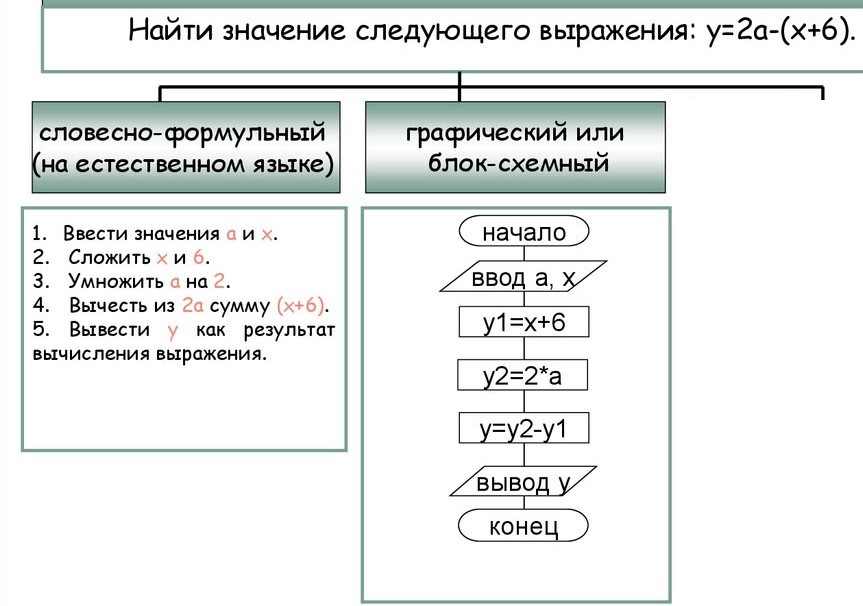 Найти значение следующего выражения: y=2a-(x+6).
словесно-формульный
(на естественном языке)
графический или
блок-схемный
1. Ввести значения a и x.
2. Сложить x и 6.
3. Умножить a на 2.
4. Вычесть из 2a сумму (x+6).
5. Вывести y как результат
вычисления выражения.
начало
ввод a, x
y1=x+6
y2=2*a
y=y2-y1
вывод y
конец